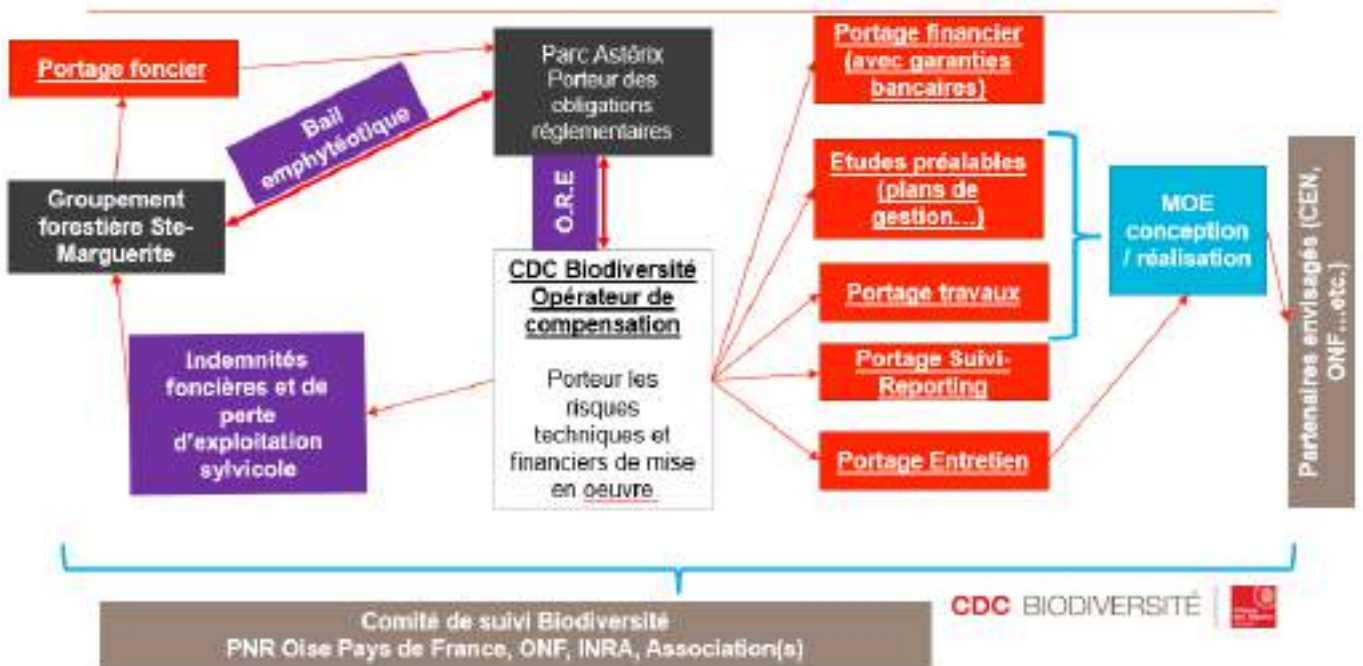 Portage foncier
Bail
emphytéotique
Groupement
forestière Ste-
Marguerite
Indemnités
foncières et de
perte
d'exploitation
sylvicole
Parc Astérix
Porteur des
obligations
réglementaires
O.R.E
CDC Biodiversité
Opérateur de
compensation
Porteur les
risques
techniques et
financiers de mise
en oeuvre.
Portage financier
(avec garanties
bancaires)
Etudes préalables
(plans de
gestion...)
Portage travaux
Portage Suivi-
Reporting
Portage Entretien
MOE
conception
/ réalisation
Partenaires envisagés (CEN,
ONF...etc.)
Comité de suivi Biodiversité
PNR Oise Pays de France, ONF, INRA, Association(s)
CDC BIODIVERSITÉ